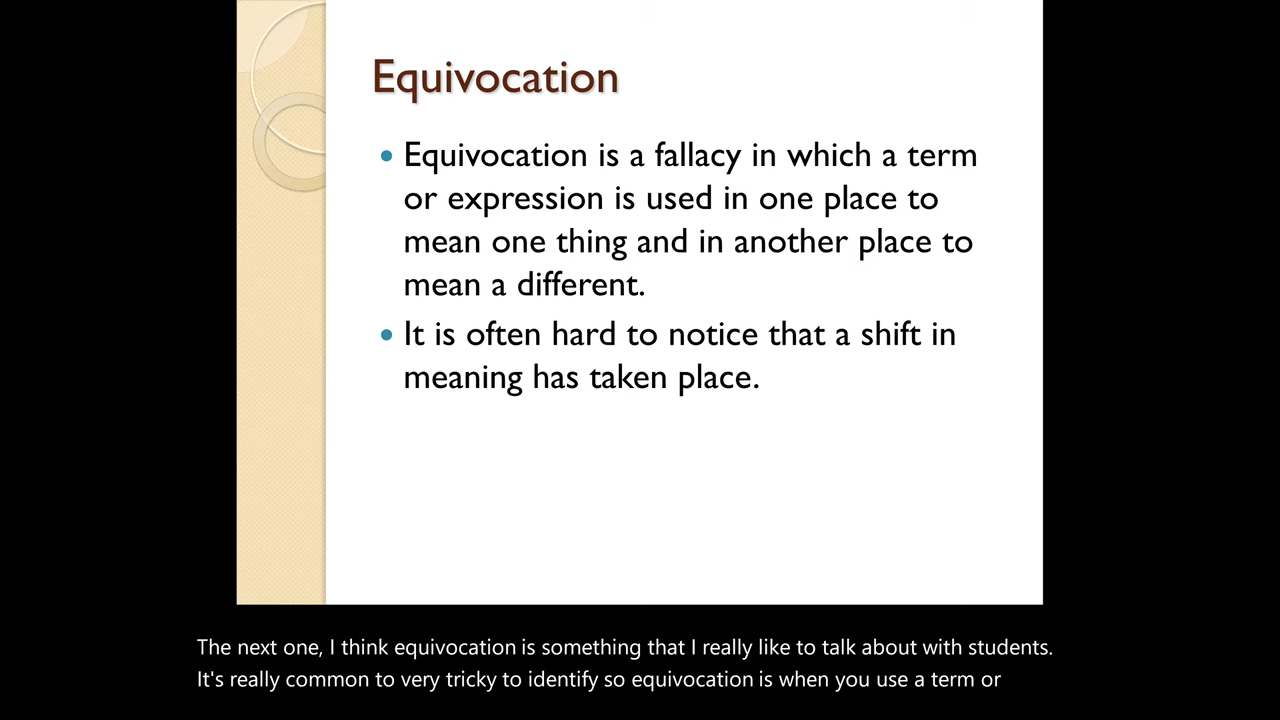 Equivocation
• Equivocation is a fallacy in which a term
or expression is used in one place to
mean one thing and in another place to
mean a different.
• It is often hard to notice that a shift in
meaning has taken place.
The next one, I think equivocation is something that I really like to talk about with students.
It's really common to very tricky to identify so equivocation is when you use a term or